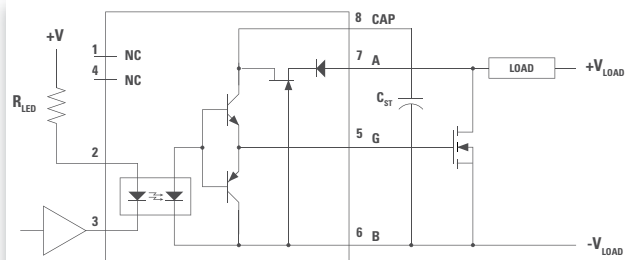 8 CAP
+V
1 NC
7 A
LOAD
+V_LOAD
4 NC
R_LED
C_ST
5 G
2
3
6 B
-V_LOAD